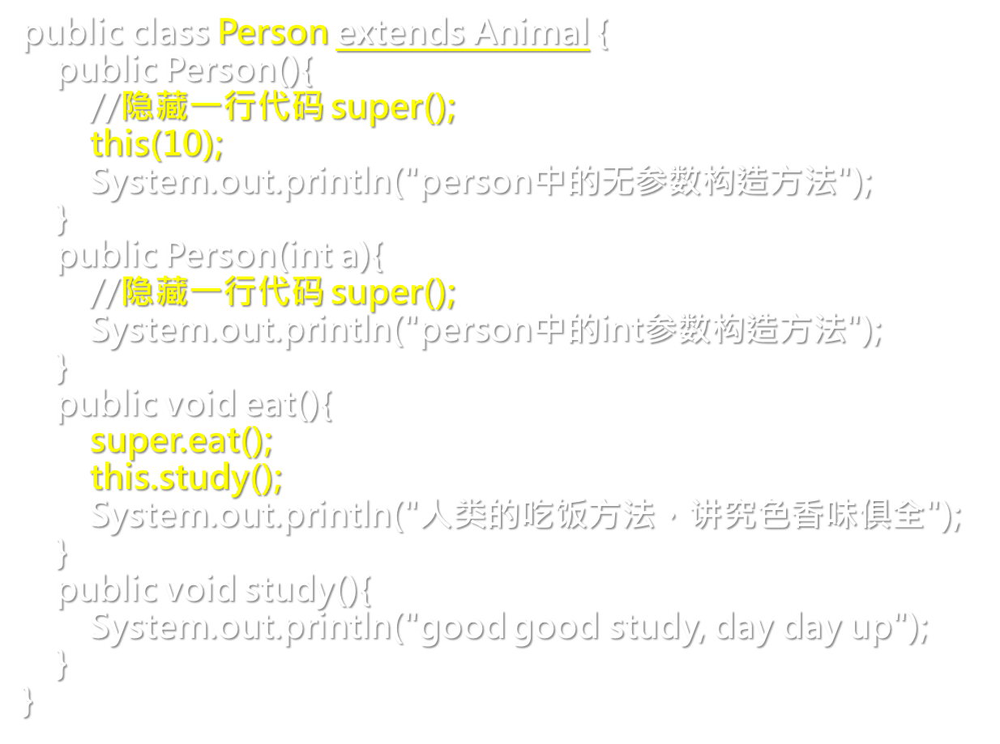 public class Person extends Animal {
public Person(){
//隐藏一行代码 super();
this(10);
System.out.println("person中的无参数构造方法");
}
public Person(int a){
//隐藏一行代码 super();
System.out.println("person中的int参数构造方法");
}
public void eat(){
super.eat();
this.study();
System.out.println("人类的吃饭方法，讲究色香味俱全");
}
public void study(){
System.out.println("good good study, day day up");
}
}